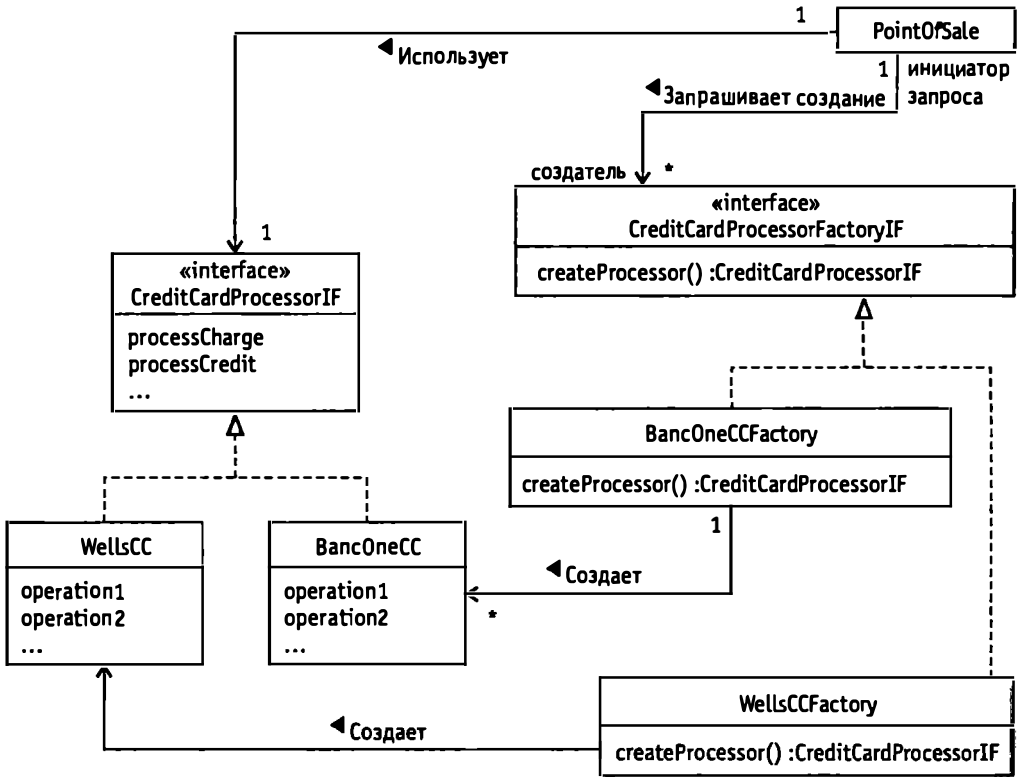 1
PointOfSale
◀ Использует
1 инициатор
запроса
◀ Запрашивает создание
создатель *
«interface»
CreditCardProcessorFactoryIF
createProcessor() :CreditCardProcessorIF
1
«interface»
CreditCardProcessorIF
processCharge
processCredit
...
BancOneCCFactory
createProcessor() :CreditCardProcessorIF
1
WellsCC
operation1
operation2
...
BancOneCC
operation1
operation2
...
◀ Создает
*
WellsCCFactory
createProcessor() :CreditCardProcessorIF
◀ Создает